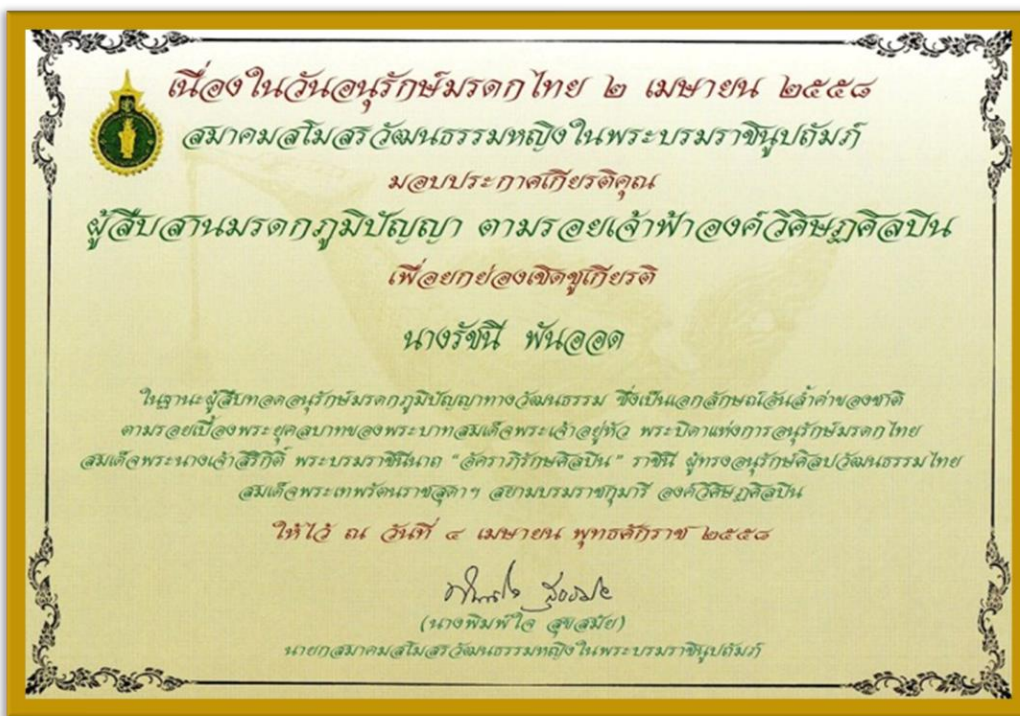 เนื่องในวันอนุรักษ์มรดกไทย ๒ เมษายน ๒๕๕๘
สมาคมสโมสรวัฒนธรรมหญิงในพระบรมราชินูปถัมภ์
มอบประกาศเกียรติคุณ
ผู้สืบสานมรดกภูมิปัญญา ตามรอยเจ้าฟ้าองค์วิศิษฏศิลปิน
เพื่อยกย่องเชิดชูเกียรติ
นางรัชนี พันออด
ในฐานะผู้สืบทอดอนุรักษ์มรดกภูมิปัญญาทางวัฒนธรรม ซึ่งเป็นเอกลักษณ์อันล้ำค่าของชาติ
ตามรอยเบื้องพระยุคลบาทของพระบาทสมเด็จพระเจ้าอยู่หัว พระบิดาแห่งการอนุรักษ์มรดกไทย
สมเด็จพระนางเจ้าสิริกิติ์ พระบรมราชินีนาถ "อัคราภิรักษศิลปิน" ราชินี ผู้ทรงอนุรักษ์ศิลปวัฒนธรรมไทย
สมเด็จพระเทพรัตนราชสุดาฯ สยามบรมราชกุมารี องค์วิศิษฏศิลปิน
ให้ไว้ ณ วันที่ ๔ เมษายน พุทธศักราช ๒๕๕๘
(นางพิมพ์ใจ สุขสมัย)
นายกสมาคมสโมสรวัฒนธรรมหญิงในพระบรมราชินูปถัมภ์